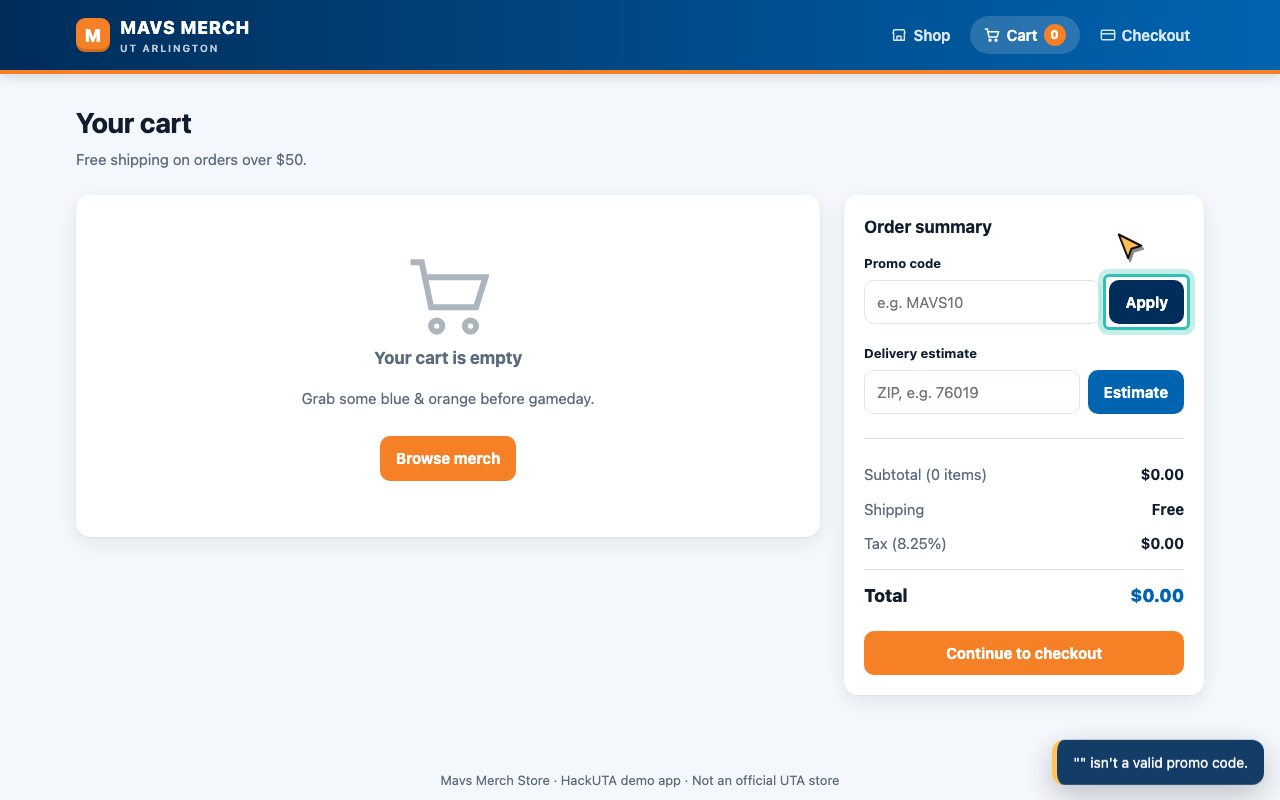 M
MAVS MERCH
UT ARLINGTON
Shop
Cart 0
Checkout
Your cart
Free shipping on orders over $50.
Your cart is empty
Grab some blue & orange before gameday.
Browse merch
Order summary
Promo code
e.g. MAVS10
Apply
Delivery estimate
ZIP, e.g. 76019
Estimate
Subtotal (0 items) $0.00
Shipping Free
Tax (8.25%) $0.00
Total $0.00
Continue to checkout
"" isn't a valid promo code.
Mavs Merch Store · HackUTA demo app · Not an official UTA store